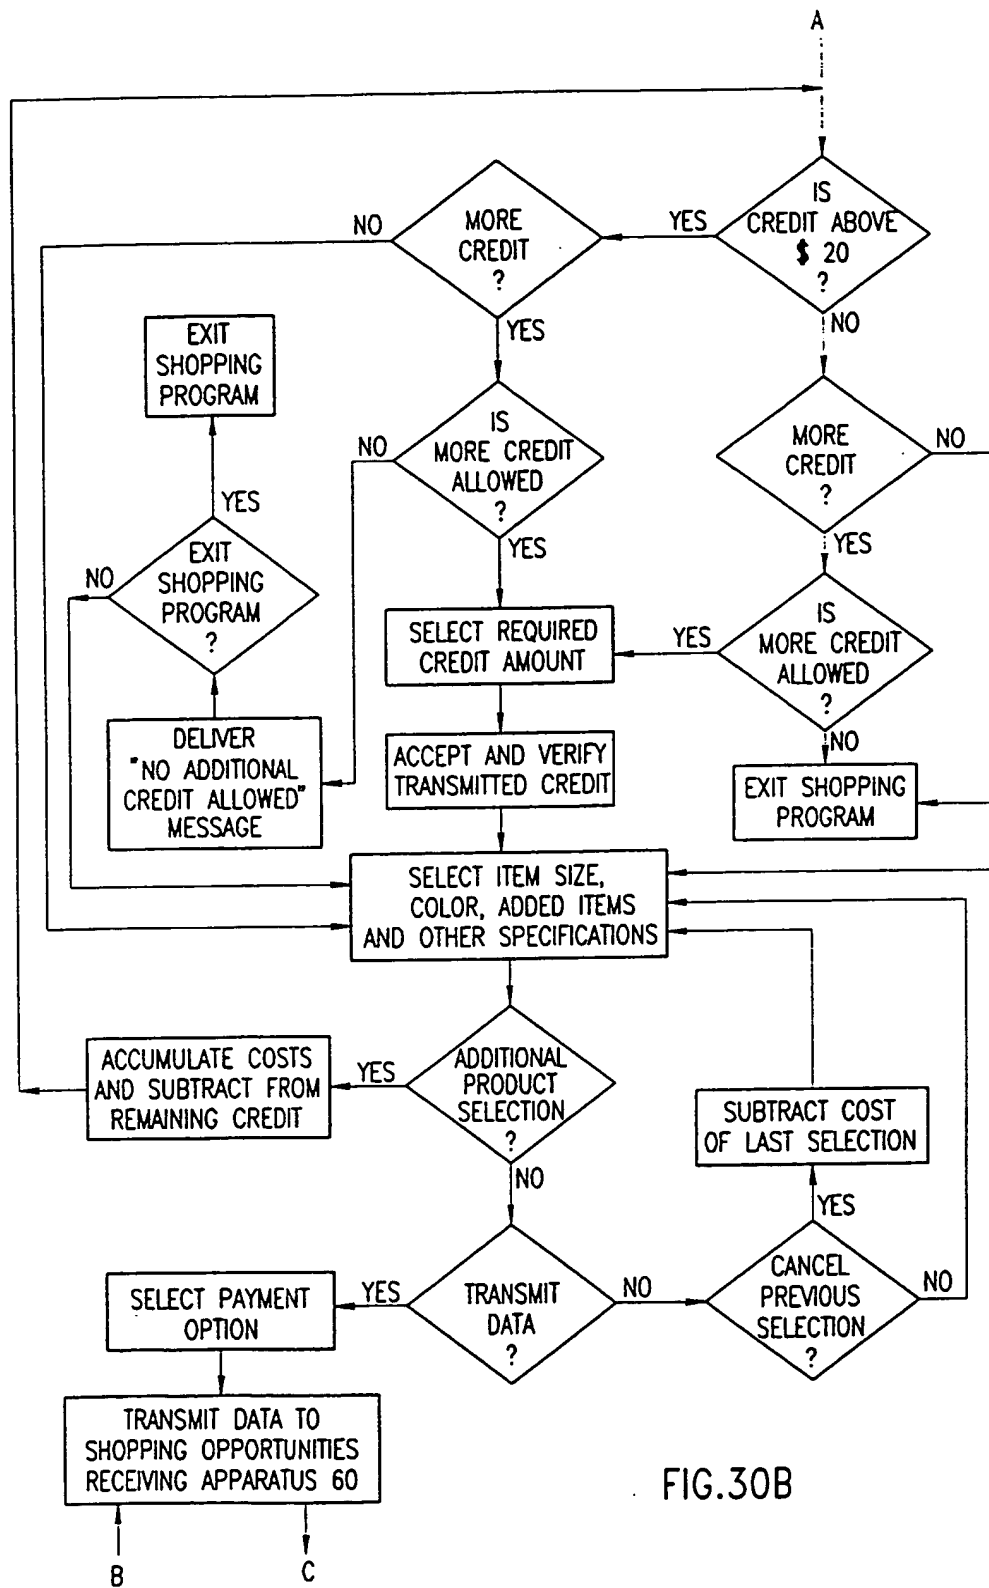 A
IS
CREDIT ABOVE
$ 20
?
YES
NO
MORE
CREDIT
?
NO
YES
EXIT
SHOPPING
PROGRAM
IS
MORE CREDIT
ALLOWED
?
NO
YES
MORE
CREDIT
?
NO
YES
YES
EXIT
SHOPPING
PROGRAM
?
NO
SELECT REQUIRED
CREDIT AMOUNT
YES
IS
MORE CREDIT
ALLOWED
?
NO
DELIVER
"NO ADDITIONAL
CREDIT ALLOWED"
MESSAGE
ACCEPT AND VERIFY
TRANSMITTED CREDIT
EXIT SHOPPING
PROGRAM
SELECT ITEM SIZE,
COLOR, ADDED ITEMS
AND OTHER SPECIFICATIONS
ACCUMULATE COSTS
AND SUBTRACT FROM
REMAINING CREDIT
YES
ADDITIONAL
PRODUCT
SELECTION
?
NO
SUBTRACT COST
OF LAST SELECTION
YES
SELECT PAYMENT
OPTION
YES
TRANSMIT
DATA
?
NO
CANCEL
PREVIOUS
SELECTION
?
NO
TRANSMIT DATA TO
SHOPPING OPPORTUNITIES
RECEIVING APPARATUS 60
B
C
FIG.30B